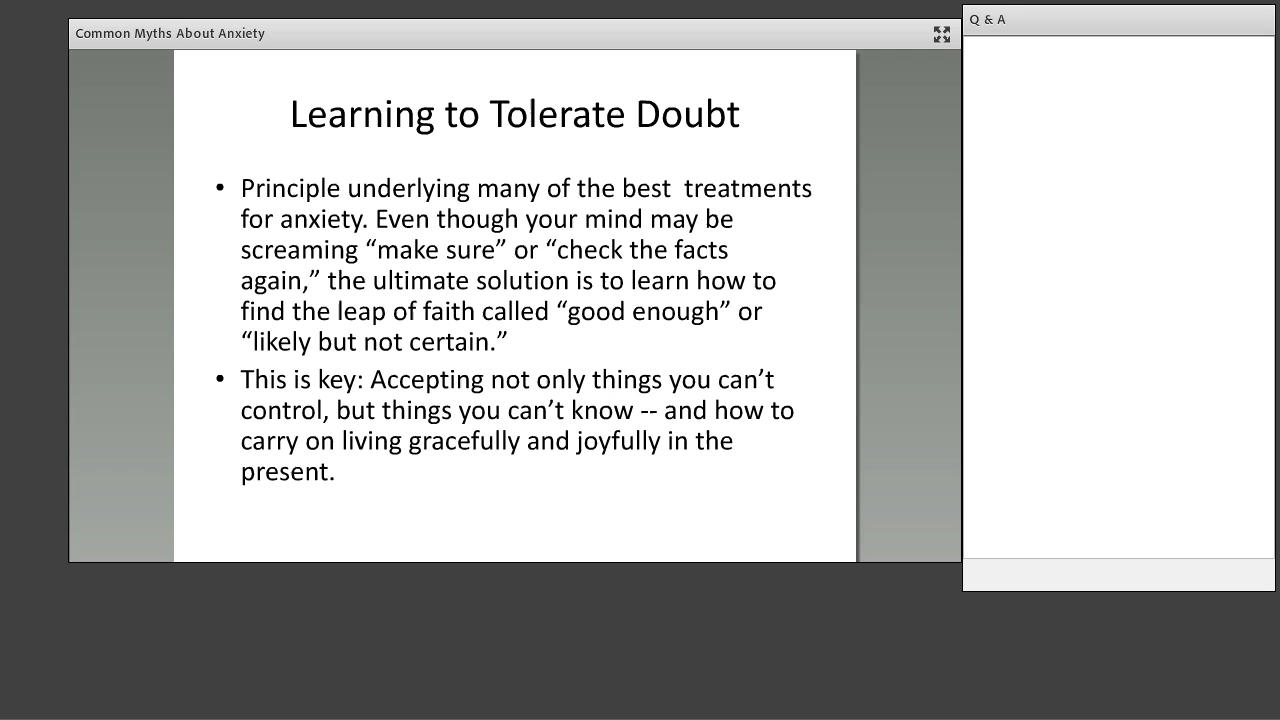 Common Myths About Anxiety
Q & A
Learning to Tolerate Doubt
• Principle underlying many of the best  treatments
for anxiety. Even though your mind may be
screaming “make sure” or “check the facts
again,” the ultimate solution is to learn how to
find the leap of faith called “good enough” or
“likely but not certain.”
• This is key: Accepting not only things you can’t
control, but things you can’t know -- and how to
carry on living gracefully and joyfully in the
present.